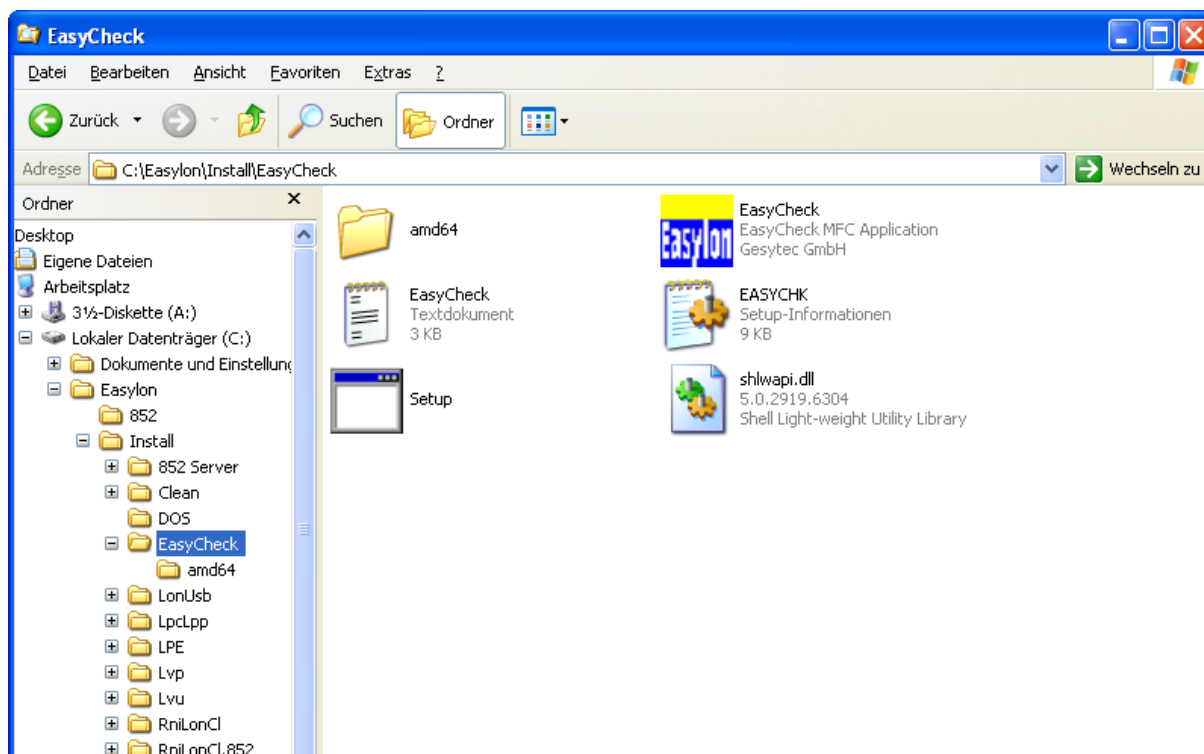 EasyCheck
Datei Bearbeiten Ansicht Favoriten Extras ?
Zurück Suchen Ordner
Adresse C:\Easylon\Install\EasyCheck Wechseln zu
Ordner
Desktop
Eigene Dateien
Arbeitsplatz
3½-Diskette (A:)
Lokaler Datenträger (C:)
Dokumente und Einstellung
Easylon
852
Install
852 Server
Clean
DOS
EasyCheck
amd64
LonUsb
LpcLpp
LPE
Lvp
Lvu
RniLonCl
RniLonCl.852
amd64
Easylon
EasyCheck
EasyCheck MFC Application
Gesytec GmbH
EasyCheck
Textdokument
3 KB
EASYCHK
Setup-Informationen
9 KB
Setup
shlwapi.dll
5.0.2919.6304
Shell Light-weight Utility Library